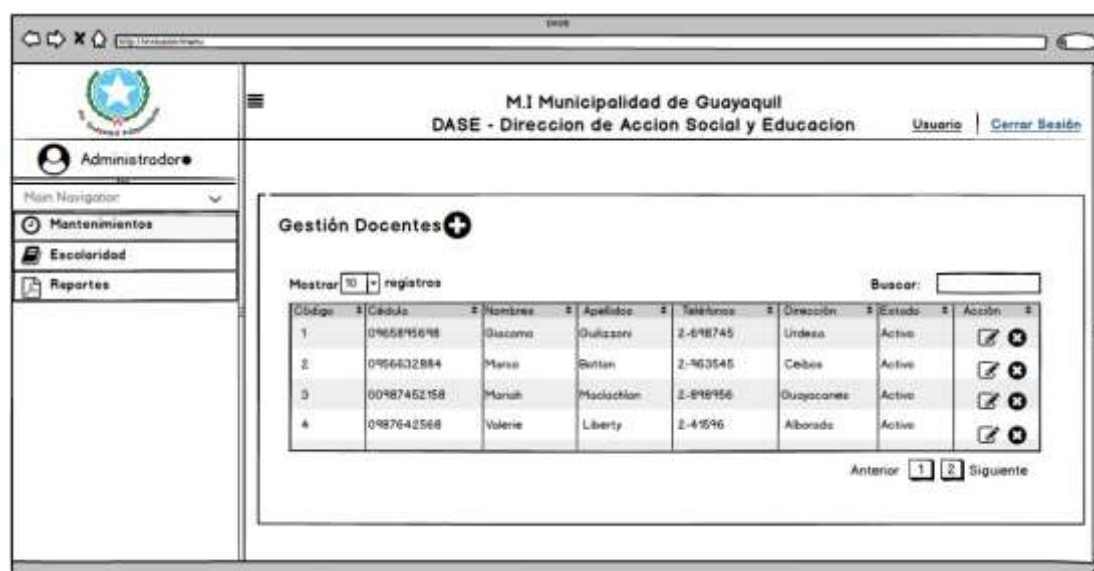 DASE
M.I Municipalidad de Guayaquil
DASE - Direccion de Accion Social y Educacion
Usuario
Cerrar Sesión
Administrador
Main Navigation
Mantenimientos
Escolaridad
Reportes
Gestión Docentes
Mostrar 10 registros
Buscar:
Código Cédula Nombres Apellidos Teléfonos Dirección Estado Acción
1 0965895698 Giacomo Guilizzoni 2-698745 Urdesa Activo
2 0956632884 Marco Botton 2-963545 Ceibos Activo
3 00987452158 Mariah Maclachlan 2-898956 Guayacanes Activo
4 0987642568 Valerie Liberty 2-41596 Alborada Activo
Anterior 1 2 Siguiente